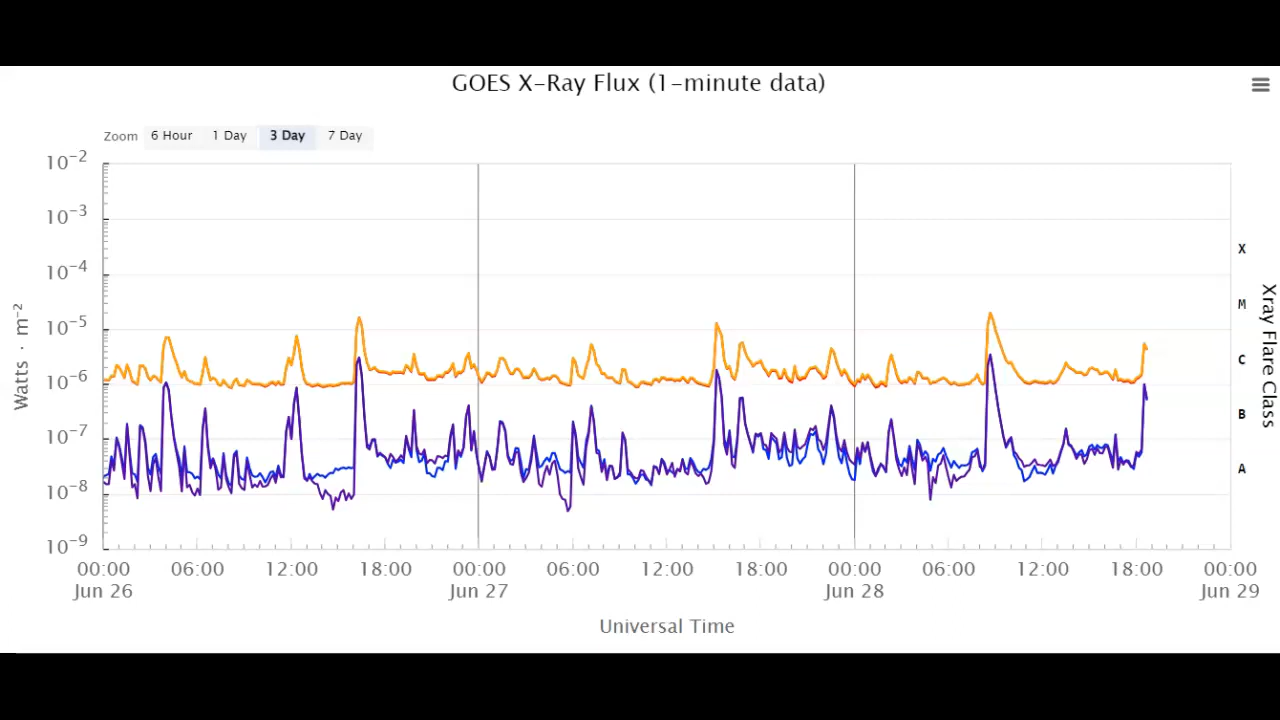 GOES X-Ray Flux (1-minute data)
Zoom 6 Hour 1 Day 3 Day 7 Day
10⁻²
10⁻³
10⁻⁴
10⁻⁵
10⁻⁶
10⁻⁷
10⁻⁸
10⁻⁹
Watts · m⁻²
X
M
C
B
A
Xray Flare Class
00:00 06:00 12:00 18:00 00:00 06:00 12:00 18:00 00:00 06:00 12:00 18:00 00:00
Jun 26 Jun 27 Jun 28 Jun 29
Universal Time